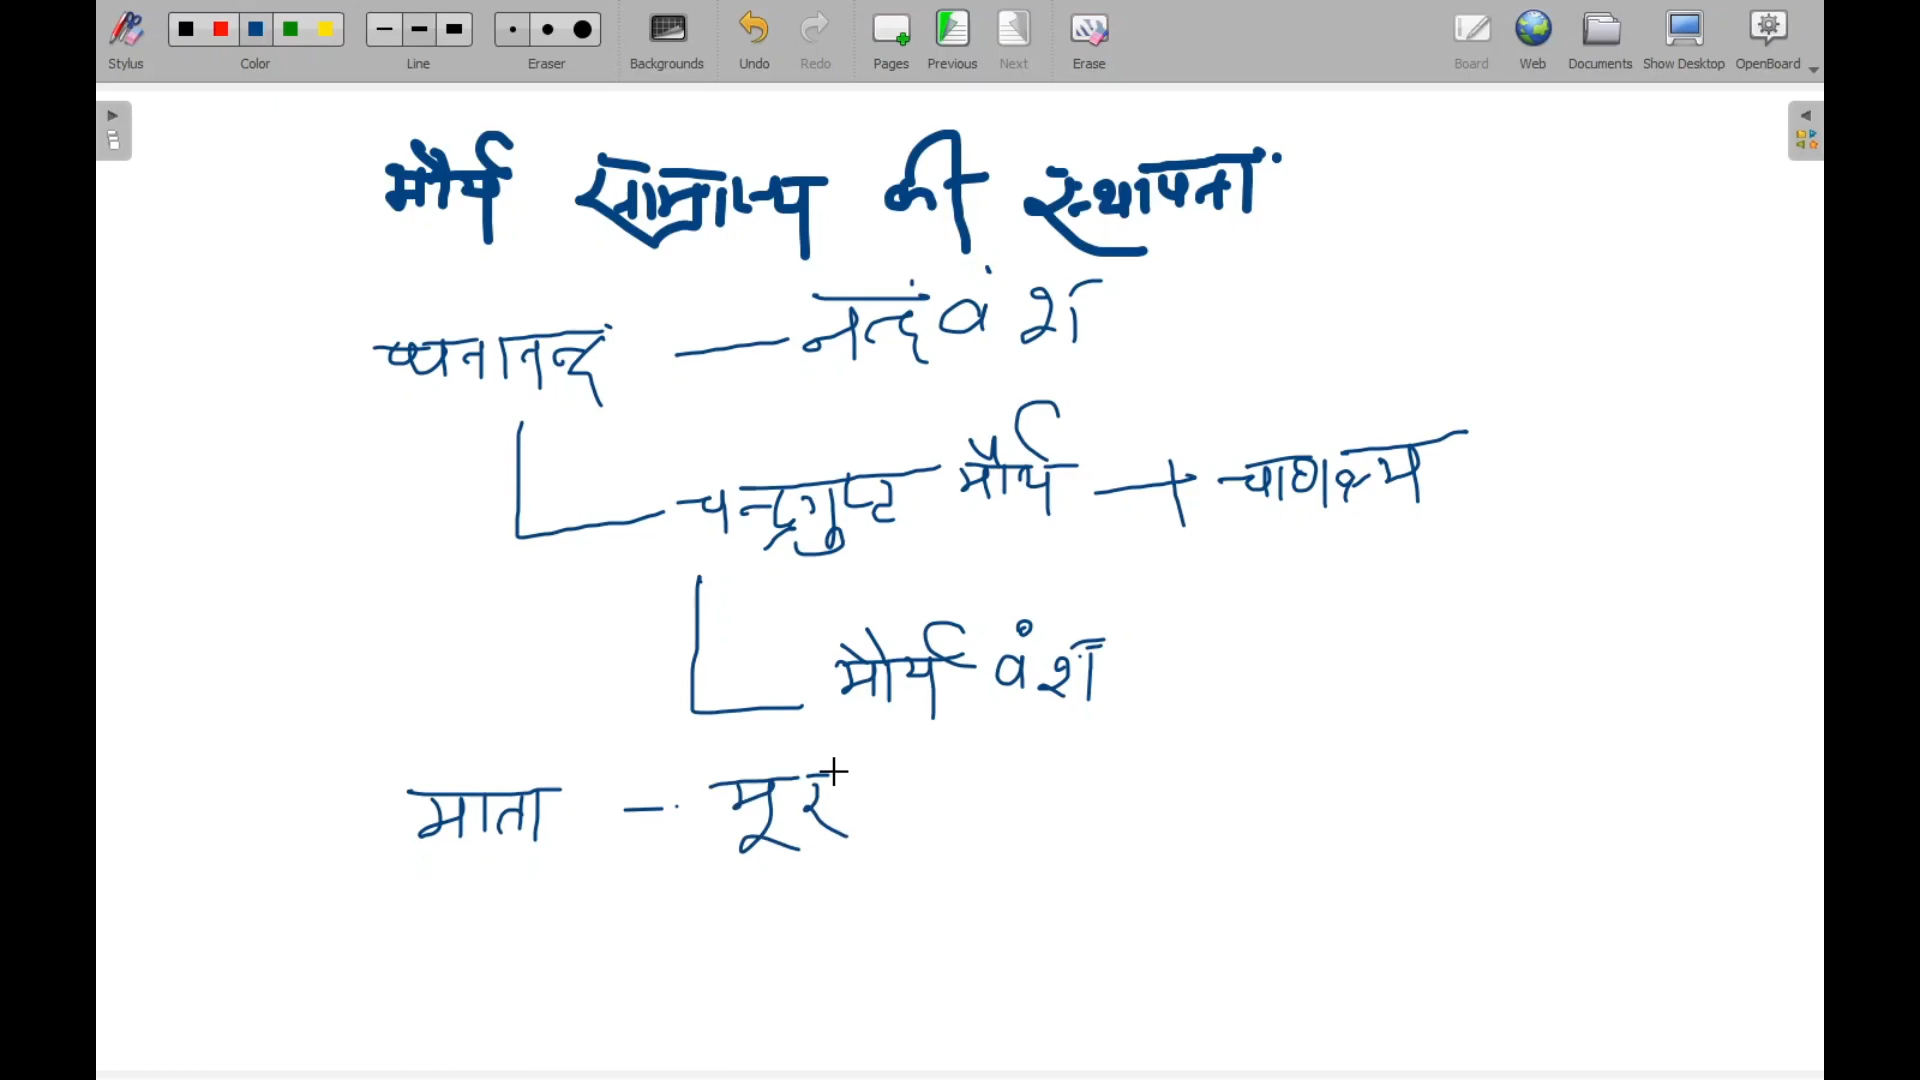 Stylus Color Line Eraser Backgrounds Undo Redo Pages Previous Next Erase Board Web Documents Show Desktop OpenBoard
मौर्य साम्राज्य की स्थापना
घनानन्द — नन्द वंश
चन्द्रगुप्त मौर्य — + चाणक्य
मौर्य वंश
माता — मूर